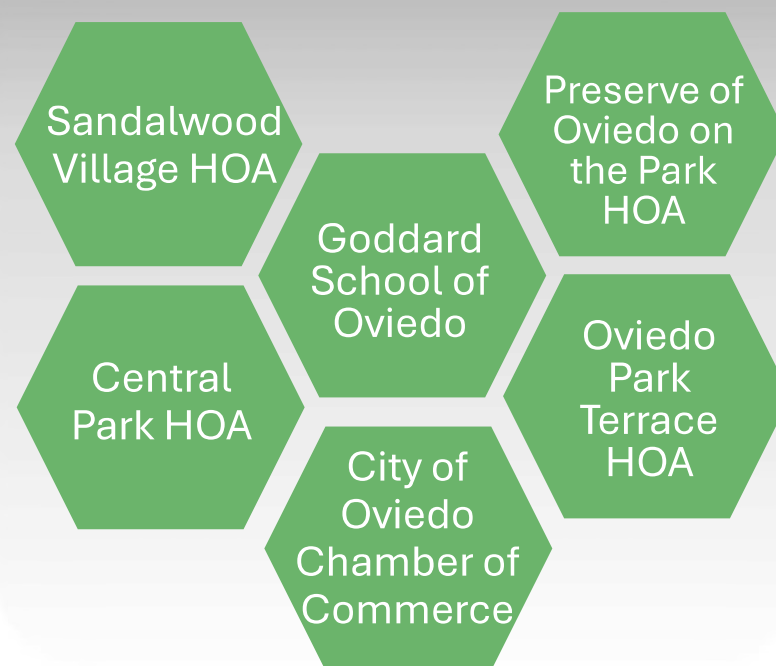 Sandalwood
Village HOA
Preserve of
Oviedo on
the Park
HOA
Goddard
School of
Oviedo
Central
Park HOA
Oviedo
Park
Terrace
HOA
City of
Oviedo
Chamber of
Commerce